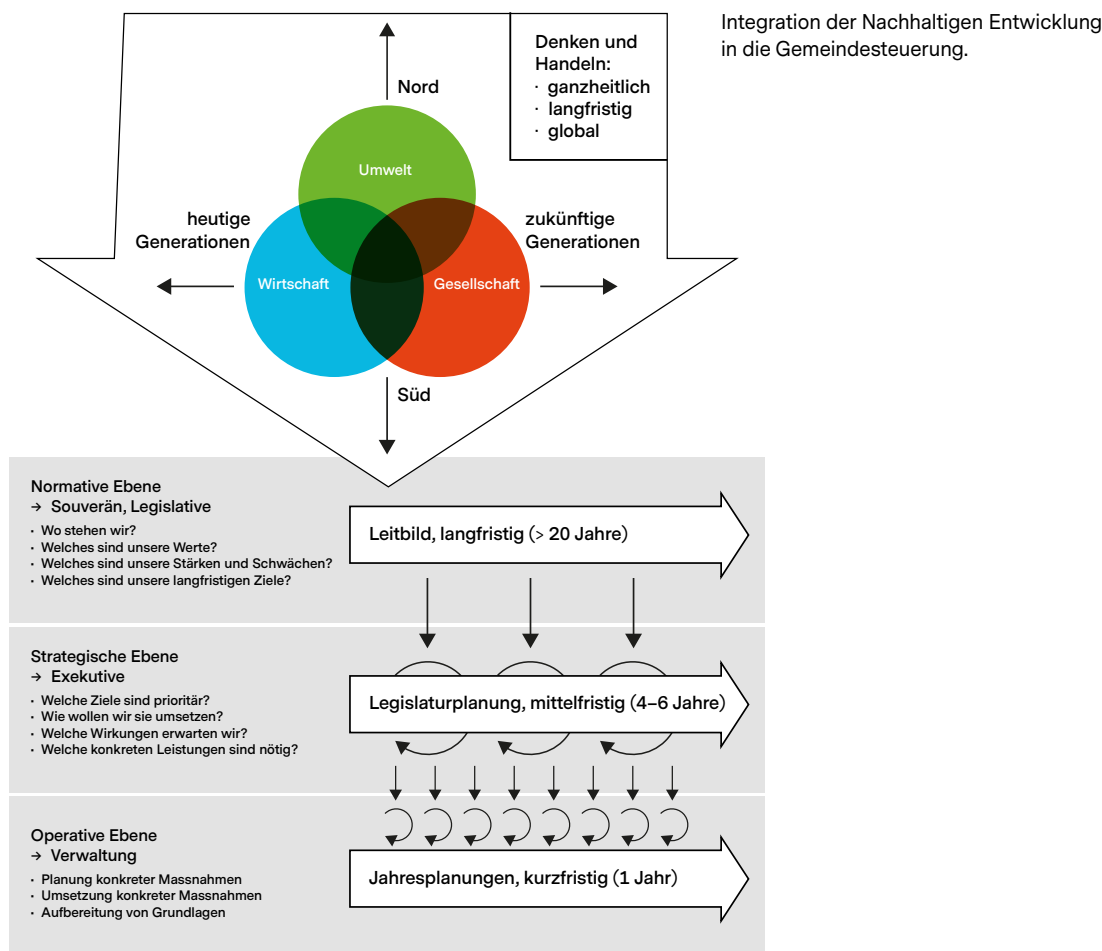 Integration der Nachhaltigen Entwicklung
in die Gemeindesteuerung.
Denken und
Handeln:
· ganzheitlich
· langfristig
· global
Nord
Umwelt
heutige
Generationen
zukünftige
Generationen
Wirtschaft
Gesellschaft
Süd
Normative Ebene
→ Souverän, Legislative
· Wo stehen wir?
· Welches sind unsere Werte?
· Welches sind unsere Stärken und Schwächen?
· Welches sind unsere langfristigen Ziele?
Leitbild, langfristig (> 20 Jahre)
Strategische Ebene
→ Exekutive
· Welche Ziele sind prioritär?
· Wie wollen wir sie umsetzen?
· Welche Wirkungen erwarten wir?
· Welche konkreten Leistungen sind nötig?
Legislaturplanung, mittelfristig (4–6 Jahre)
Operative Ebene
→ Verwaltung
· Planung konkreter Massnahmen
· Umsetzung konkreter Massnahmen
· Aufbereitung von Grundlagen
Jahresplanungen, kurzfristig (1 Jahr)